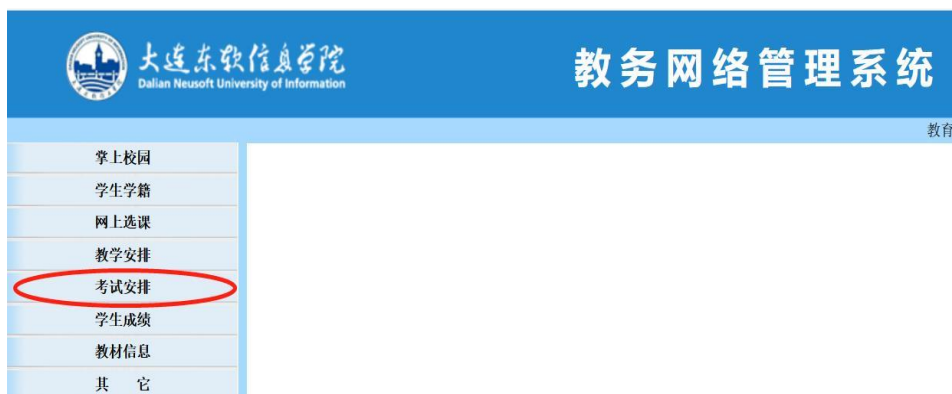 大连东软信息学院
Dalian Neusoft University of Information
教务网络管理系统
教育
掌上校园
学生学籍
网上选课
教学安排
考试安排
学生成绩
教材信息
其 它